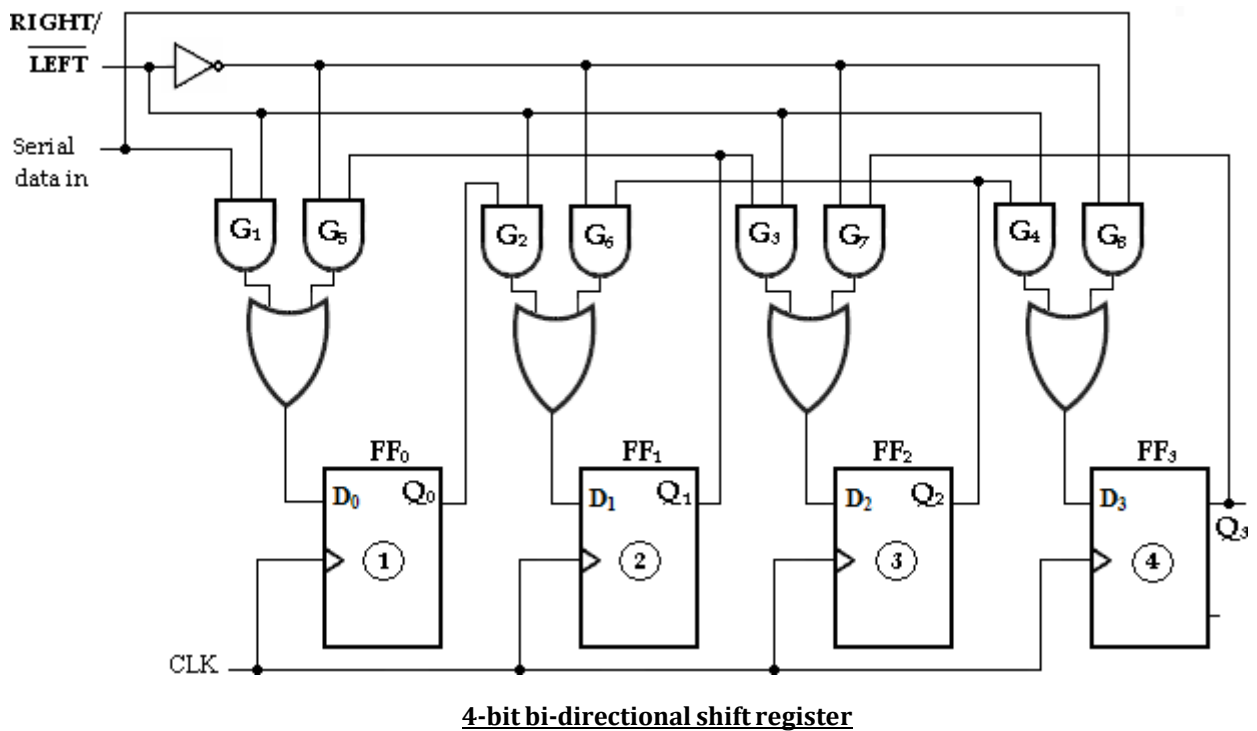 RIGHT/
LEFT
Serial
data in
G₁ G₅ G₂ G₆ G₃ G₇ G₄ G₈
FF₀ FF₁ FF₂ FF₃
D₀ Q₀ D₁ Q₁ D₂ Q₂ D₃
Q₃
1 2 3 4
CLK
4-bit bi-directional shift register